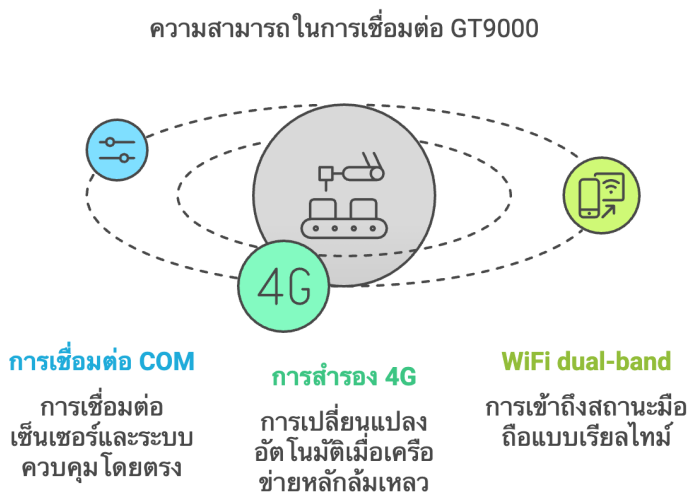 ความสามารถในการเชื่อมต่อ GT9000
4G
การเชื่อมต่อ COM
การเชื่อมต่อ
เซ็นเซอร์และระบบ
ควบคุมโดยตรง
การสำรอง 4G
การเปลี่ยนแปลง
อัตโนมัติเมื่อเครือ
ข่ายหลักล้มเหลว
WiFi dual-band
การเข้าถึงสถานะมือ
ถือแบบเรียลไทม์